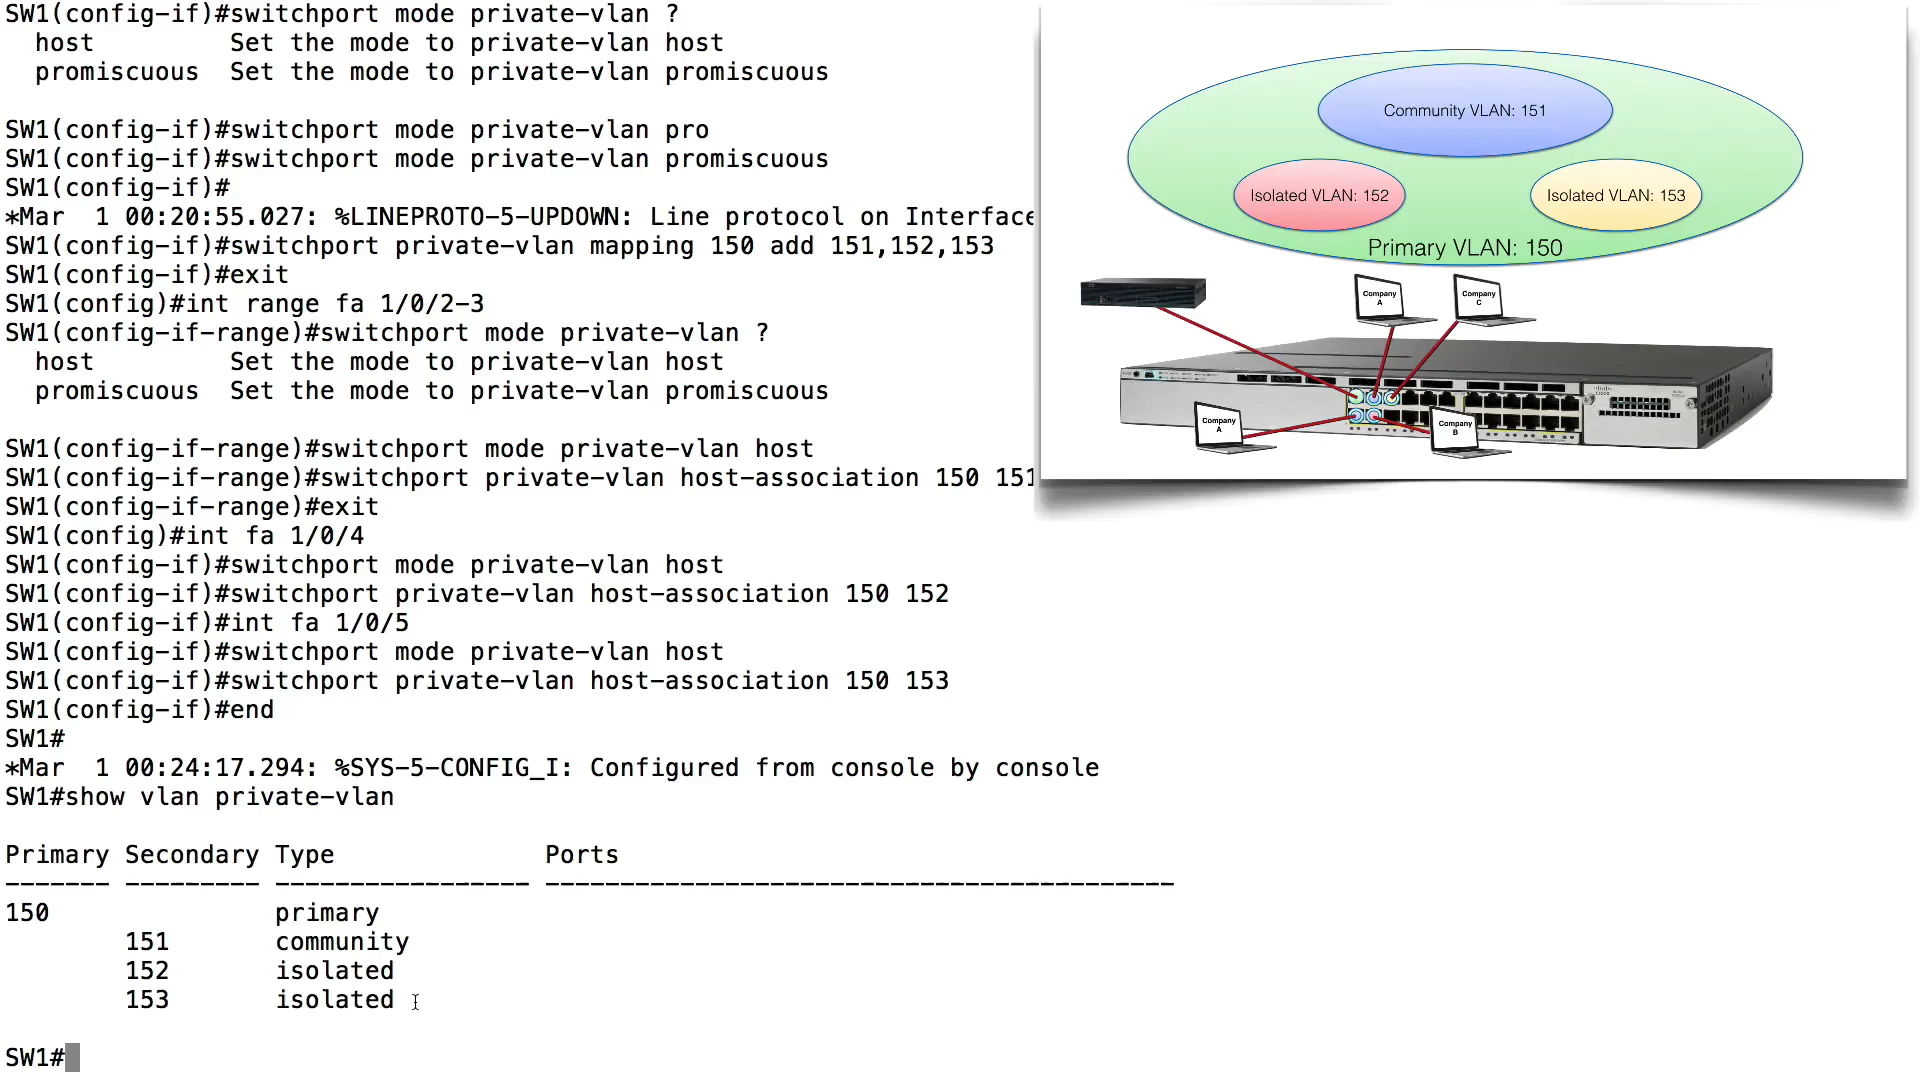 SW1(config-if)#switchport mode private-vlan ?
host Set the mode to private-vlan host
promiscuous Set the mode to private-vlan promiscuous
SW1(config-if)#switchport mode private-vlan pro
SW1(config-if)#switchport mode private-vlan promiscuous
SW1(config-if)#
*Mar 1 00:20:55.027: %LINEPROTO-5-UPDOWN: Line protocol on Interface
SW1(config-if)#switchport private-vlan mapping 150 add 151,152,153
SW1(config-if)#exit
SW1(config)#int range fa 1/0/2-3
SW1(config-if-range)#switchport mode private-vlan ?
host Set the mode to private-vlan host
promiscuous Set the mode to private-vlan promiscuous
SW1(config-if-range)#switchport mode private-vlan host
SW1(config-if-range)#switchport private-vlan host-association 150 151
SW1(config-if-range)#exit
SW1(config)#int fa 1/0/4
SW1(config-if)#switchport mode private-vlan host
SW1(config-if)#switchport private-vlan host-association 150 152
SW1(config-if)#int fa 1/0/5
SW1(config-if)#switchport mode private-vlan host
SW1(config-if)#switchport private-vlan host-association 150 153
SW1(config-if)#end
SW1#
*Mar 1 00:24:17.294: %SYS-5-CONFIG_I: Configured from console by console
SW1#show vlan private-vlan
Primary Secondary Type Ports
------- --------- ----------------- ------------------------------------------
150 primary
151 community
152 isolated
153 isolated
SW1#
Community VLAN: 151
Isolated VLAN: 152
Isolated VLAN: 153
Primary VLAN: 150
Company
A
Company
C
Company
A
Company
B